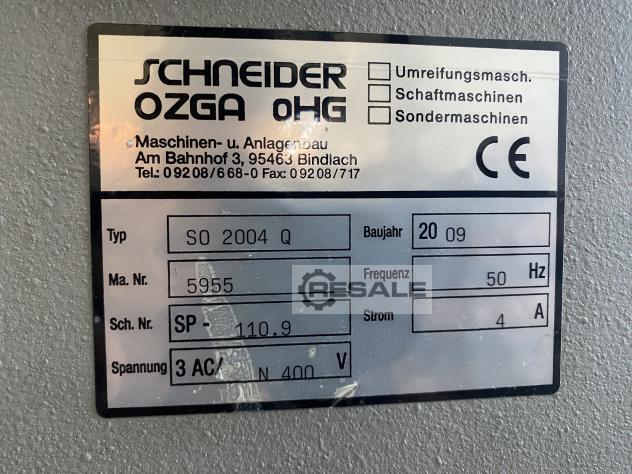 SCHNEIDER
OZGA OHG
Umreifungsmasch.
Schaftmaschinen
Sondermaschinen
Maschinen- u. Anlagenbau
Am Bahnhof 3, 95463 Bindlach
Tel.: 09208/668-0 Fax: 09208/717
CE
Typ SO 2004 Q Baujahr 20 09
Ma. Nr. 5955 Frequenz 50 Hz
RESALE
Sch. Nr. SP - 110.9 Strom 4 A
Spannung 3 AC/ N 400 V